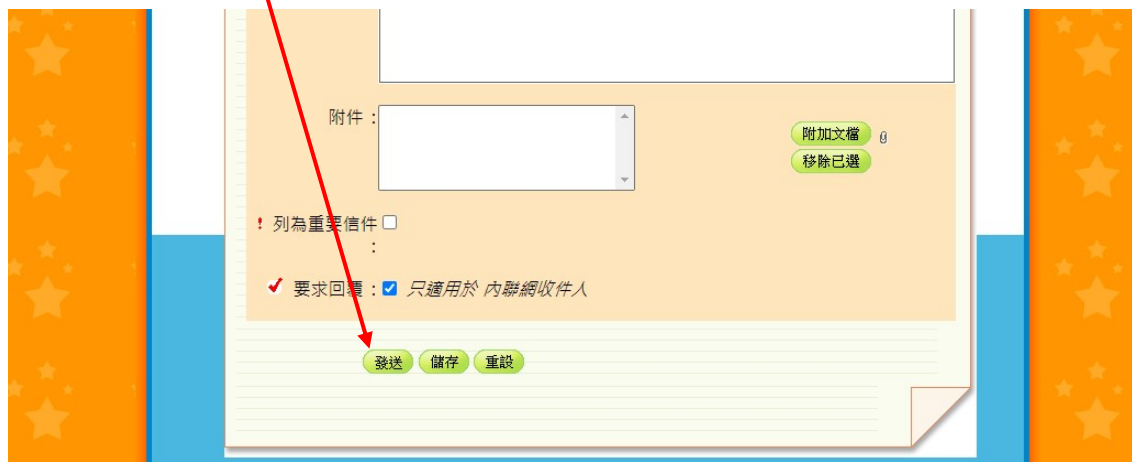 附件：
附加文檔
移除已選
! 列為重要信件
：
要求回覆：只適用於 內聯網收件人
發送 儲存 重設